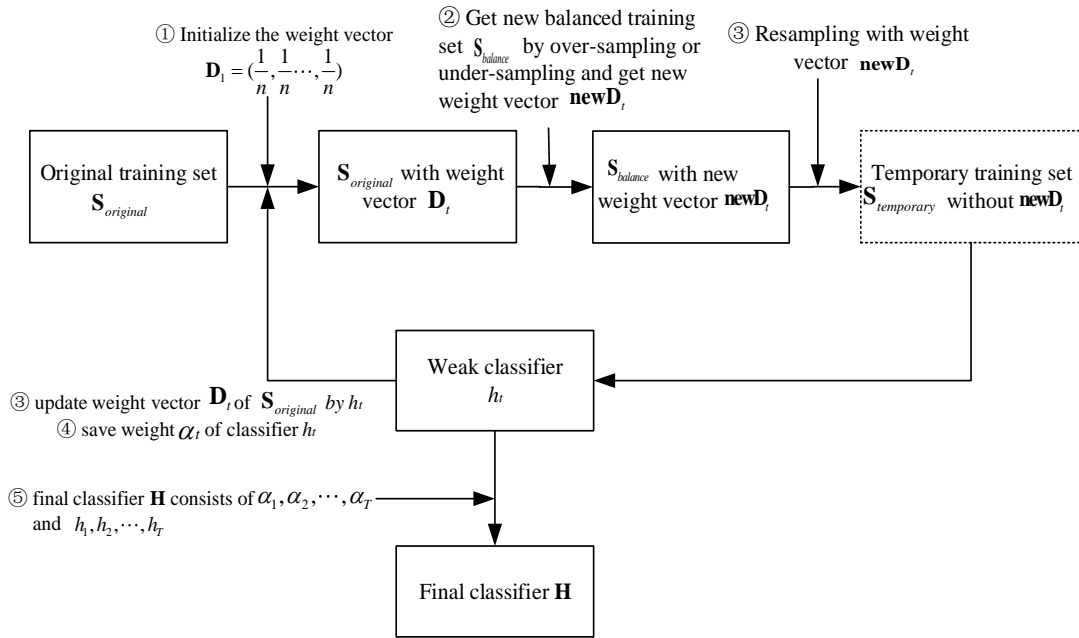 ① Initialize the weight vector
D₁ = (1/n, 1/n ⋯, 1/n)
② Get new balanced training
set S_balance by over-sampling or
under-sampling and get new
weight vector newD_t
③ Resampling with weight
vector newD_t
Original training set
S_original
S_original with weight
vector D_t
S_balance with new
weight vector newD_t
Temporary training set
S_temporary without newD_t
Weak classifier
h_t
③ update weight vector D_t of S_original by h_t
④ save weight α_t of classifier h_t
⑤ final classifier H consists of α₁, α₂, ⋯, α_T
and h₁, h₂, ⋯, h_T
Final classifier H